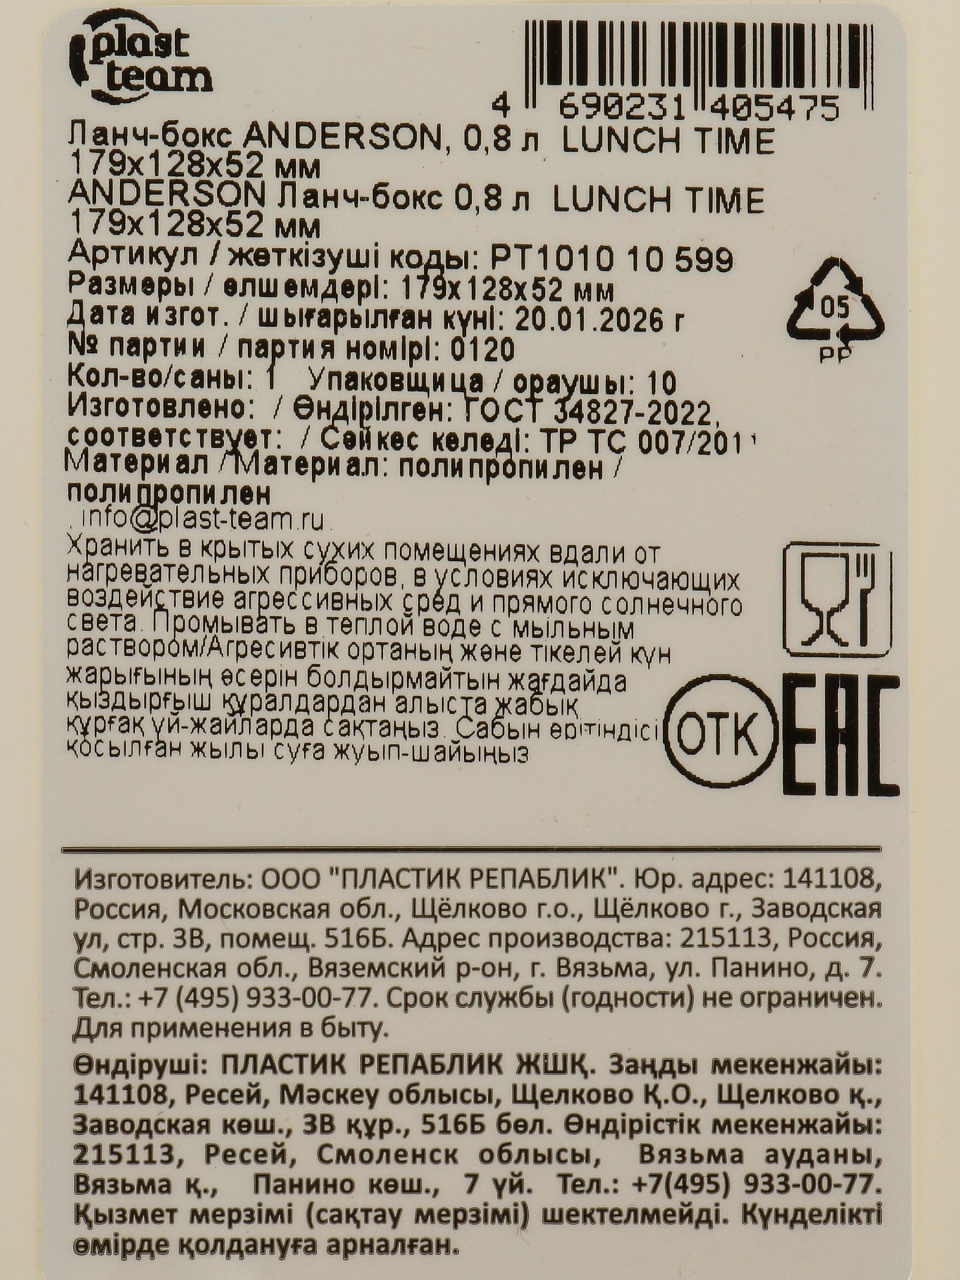 plast
team
4 690231 405475
Ланч-бокс ANDERSON, 0,8 л LUNCH TIME
179x128x52 мм
ANDERSON Ланч-бокс 0,8 л LUNCH TIME
179x128x52 мм
Артикул / жөткізуші коды: PT1010 10 599
Размеры / өлшемдері: 179x128x52 мм
Дата изгот. / шығарылған күні: 20.01.2026 г
№ партии / партия номірі: 0120
Кол-во/саны: 1 Упаковщица / ораушы: 10
Изготовлено: / Өндірілген: ГОСТ 34827-2022,
соответствует: / Сөйкес келеді: ТР ТС 007/2011
Материал /Материал: полипропилен /
полипропилен
. info@plast-team.ru.
Хранить в крытых сухих помещениях вдали от
нагревательных приборов, в условиях исключающих
воздействие агрессивных сред и прямого солнечного
света. Промывать в теплой воде с мыльным
раствором/Агресивтік ортаның жөне тікелей күн
жарығының өсерін болдырмайтын жағдайда
қыздырғыш құралдардан алыста жабық
құрғақ үй-жайларда сақтаңыз. Сабын ерітіндісі
қосылған жылы суға жуып-шайыңыз
05
PP
ОТК
EAC
Изготовитель: ООО "ПЛАСТИК РЕПАБЛИК". Юр. адрес: 141108,
Россия, Московская обл., Щёлково г.о., Щёлково г., Заводская
ул, стр. 3В, помещ. 516Б. Адрес производства: 215113, Россия,
Смоленская обл., Вяземский р-он, г. Вязьма, ул. Панино, д. 7.
Тел.: +7 (495) 933-00-77. Срок службы (годности) не ограничен.
Для применения в быту.
Өндіруші: ПЛАСТИК РЕПАБЛИК ЖШҚ. Заңды мекенжайы:
141108, Ресей, Мәскеу облысы, Щелково Қ.О., Щелково қ.,
Заводская көш., 3В құр., 516Б бөл. Өндірістік мекенжайы:
215113, Ресей, Смоленск облысы, Вязьма ауданы,
Вязьма қ., Панино көш., 7 үй. Тел.: +7(495) 933-00-77.
Қызмет мерзімі (сақтау мерзімі) шектелмейді. Күнделікті
өмірде қолдануға арналған.